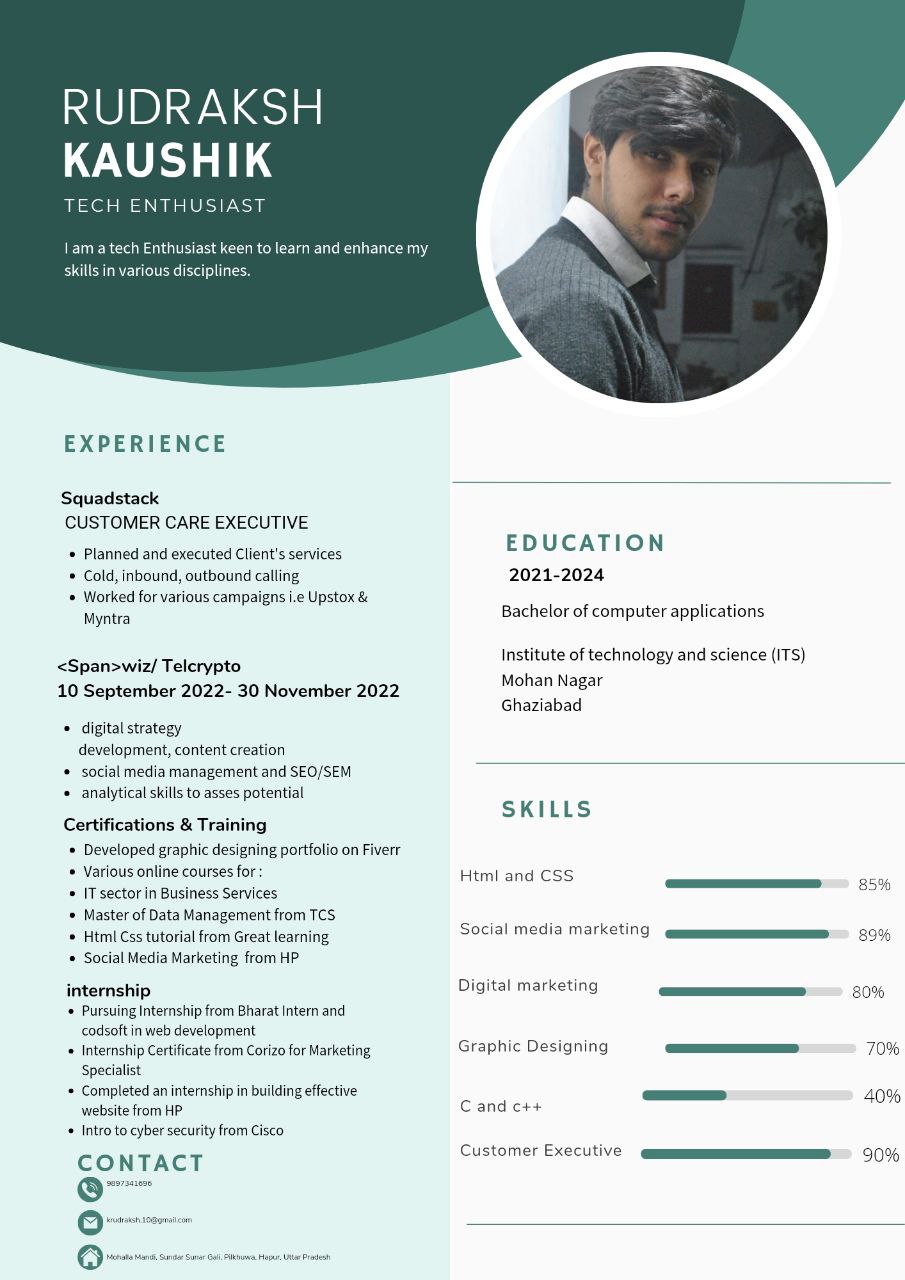 RUDRAKSH
KAUSHIK
TECH ENTHUSIAST
I am a tech Enthusiast keen to learn and enhance my
skills in various disciplines.
EXPERIENCE
Squadstack
CUSTOMER CARE EXECUTIVE
• Planned and executed Client's services
• Cold, inbound, outbound calling
• Worked for various campaigns i.e Upstox &
Myntra
<Span>wiz/ Telcrypto
10 September 2022- 30 November 2022
• digital strategy
development, content creation
• social media management and SEO/SEM
• analytical skills to asses potential
Certifications & Training
• Developed graphic designing portfolio on Fiverr
• Various online courses for :
• IT sector in Business Services
• Master of Data Management from TCS
• Html Css tutorial from Great learning
• Social Media Marketing from HP
internship
• Pursuing Internship from Bharat Intern and
codsoft in web development
• Internship Certificate from Corizo for Marketing
Specialist
• Completed an internship in building effective
website from HP
• Intro to cyber security from Cisco
CONTACT
9897341696
krudraksh.10@gmail.com
Mohalla Mandi, Sundar Sunar Gali, Pilkhuwa, Hapur, Uttar Pradesh
EDUCATION
2021-2024
Bachelor of computer applications
Institute of technology and science (ITS)
Mohan Nagar
Ghaziabad
SKILLS
Html and CSS 85%
Social media marketing 89%
Digital marketing 80%
Graphic Designing 70%
C and c++ 40%
Customer Executive 90%